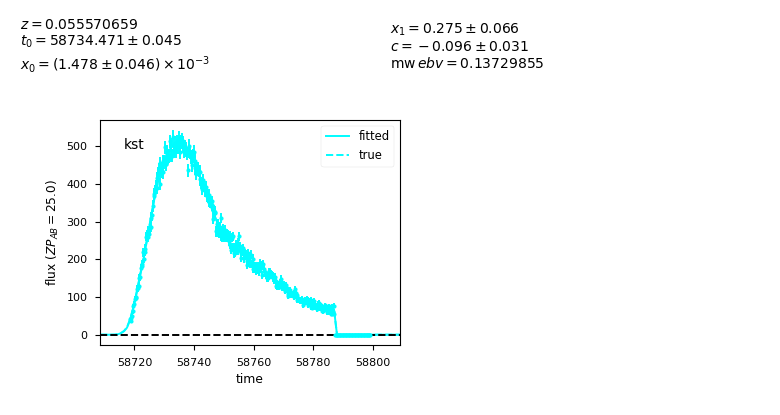 z = 0.055570659
t₀ = 58734.471 ± 0.045
x₀ = (1.478 ± 0.046) × 10⁻³
x₁ = 0.275 ± 0.066
c = −0.096 ± 0.031
mw ebv = 0.13729855
kst
fitted
true
500
400
300
200
100
0
flux (ZP_AB = 25.0)
58720 58740 58760 58780 58800
time